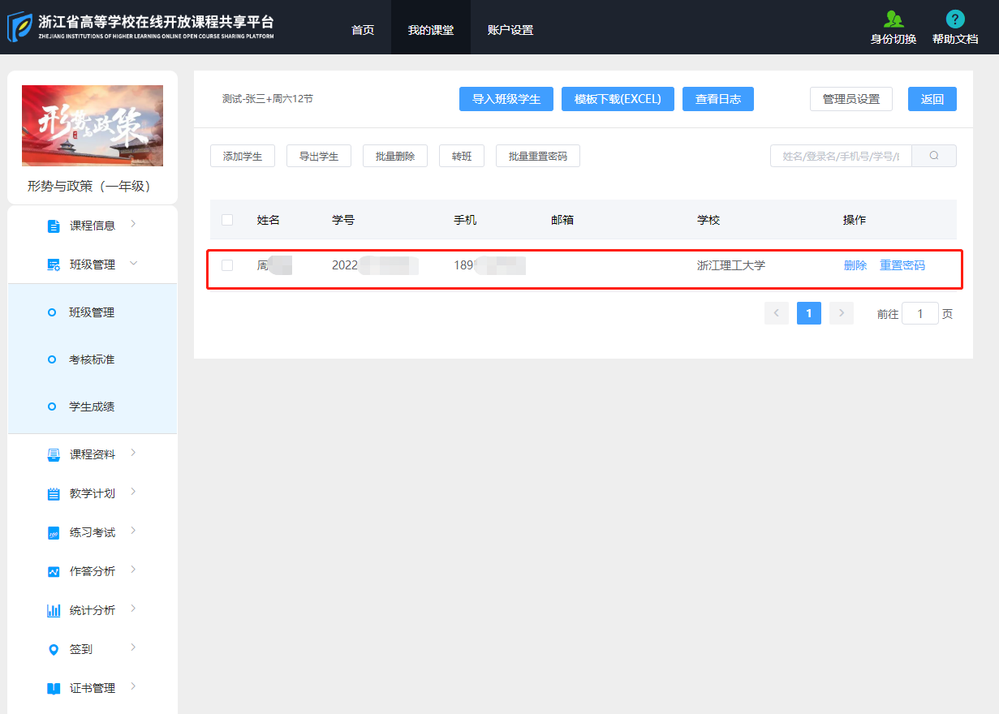 浙江省高等学校在线开放课程共享平台
ZHEJIANG INSTITUTIONS OF HIGHER LEARNING ONLINE OPEN COURSE SHARING PLATFORM
首页 我的课堂 账户设置
身份切换 帮助文档
形势与政策
形势与政策（一年级）
课程信息
班级管理
班级管理
考核标准
学生成绩
课程资料
教学计划
练习考试
作答分析
统计分析
签到
证书管理
测试-张三+周六12节 导入班级学生 模板下载(EXCEL) 查看日志 管理员设置 返回
添加学生 导出学生 批量删除 转班 批量重置密码 姓名/登录名/手机号/学号/
姓名 学号 手机 邮箱 学校 操作
周 2022 189 浙江理工大学 删除 重置密码
1 前往 1 页